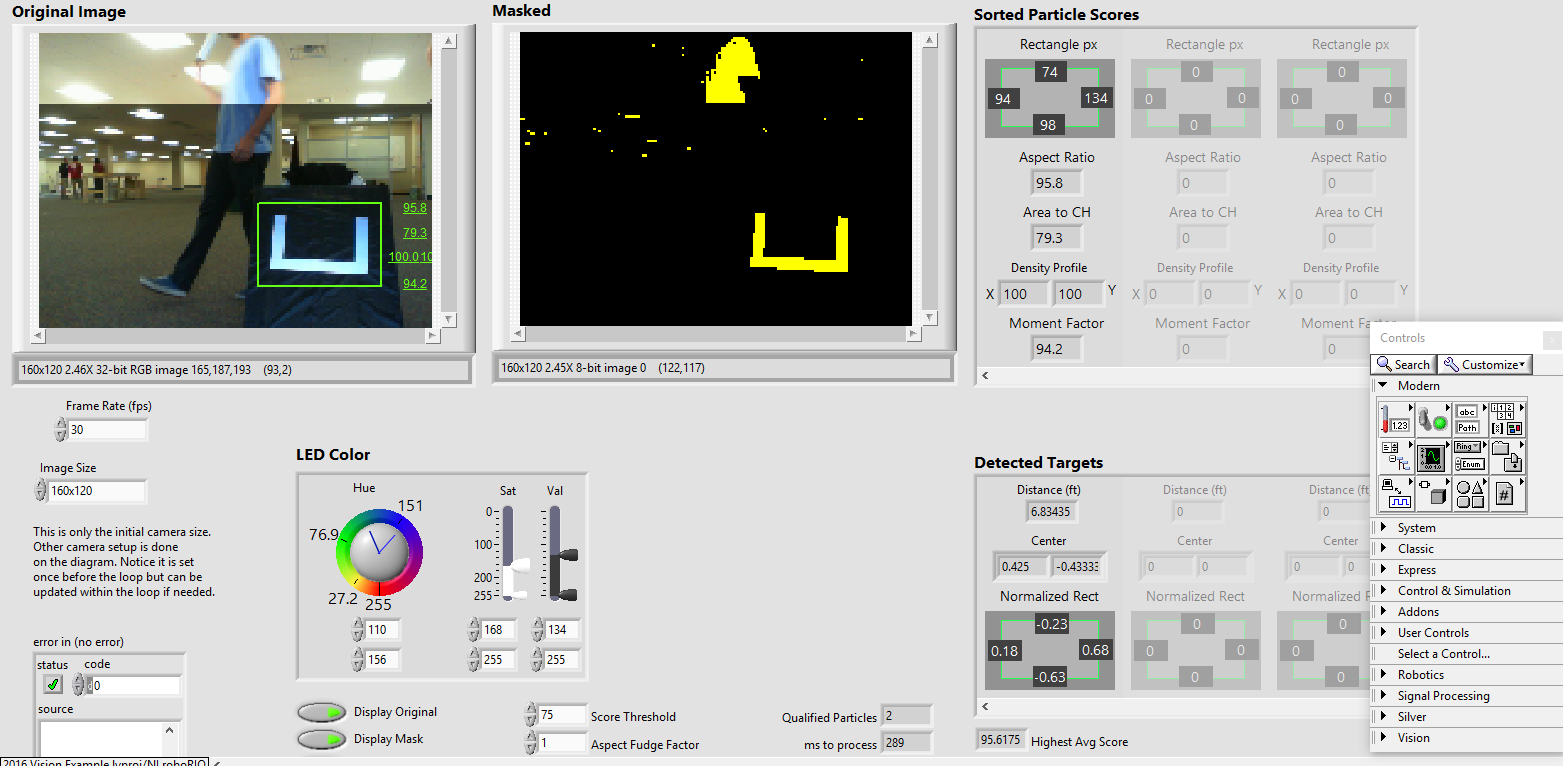 Original Image
Masked
Sorted Particle Scores
95.8
79.3
100.010
94.2
160x120 2.46X 32-bit RGB image 165,187,193 (93,2)
160x120 2.45X 8-bit image 0 (122,117)
Rectangle px
Rectangle px
Rectangle px
74
0
0
94
134
0
0
0
0
98
0
0
Aspect Ratio
Aspect Ratio
Aspect Ratio
95.8
0
0
Area to CH
Area to CH
Area to CH
79.3
0
0
Density Profile
Density Profile
Density Profile
X 100 100 Y
X 0 0 Y
X 0 0 Y
Moment Factor
Moment Factor
Moment Fa
94.2
0
0
Frame Rate (fps)
30
Image Size
160x120
This is only the initial camera size.
Other camera setup is done
on the diagram. Notice it is set
once before the loop but can be
updated within the loop if needed.
error in (no error)
status code
0
source
LED Color
Hue
Sat
Val
151
76.9
27.2
255
0
100
200
255
110
156
168
255
134
255
Display Original
Display Mask
75 Score Threshold
1 Aspect Fudge Factor
Qualified Particles 2
ms to process 289
Detected Targets
Distance (ft)
Distance (ft)
Distance (ft
6.83435
0
0
Center
Center
Center
0.425 -0.43333
0 0
0 0
Normalized Rect
Normalized Rect
Normalized R
-0.23
0
0
0.18
0.68
0
0
0
0
-0.63
0
0
95.6175 Highest Avg Score
Controls
Search
Customize
Modern
1.23
abc
Path
1 2
3 4
Ring
Enum
#
System
Classic
Express
Control & Simulation
Addons
User Controls
Select a Control...
Robotics
Signal Processing
Silver
Vision
2016 Vision Example.lvproj/NI roboRIO